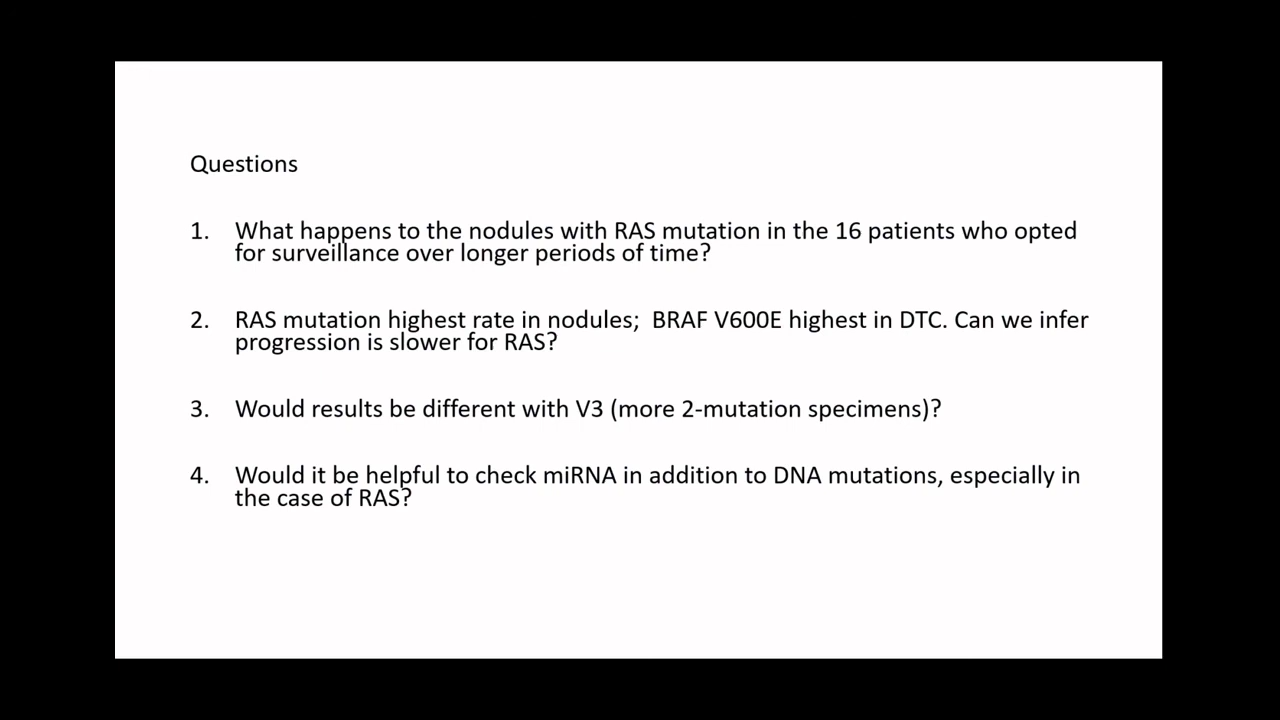 Questions
1. What happens to the nodules with RAS mutation in the 16 patients who opted
for surveillance over longer periods of time?
2. RAS mutation highest rate in nodules;  BRAF V600E highest in DTC. Can we infer
progression is slower for RAS?
3. Would results be different with V3 (more 2-mutation specimens)?
4. Would it be helpful to check miRNA in addition to DNA mutations, especially in
the case of RAS?